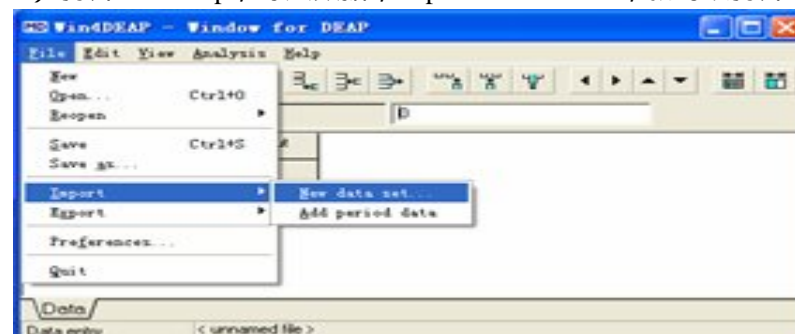 Win4DEAP - Window for DEAP
File Edit View Analysis Help
New
Open... Ctrl+O
Reopen
Save Ctrl+S
Save as...
Import
New data set...
Export
Add period data
Preferences...
Quit
Data
Data entry < unnamed file >